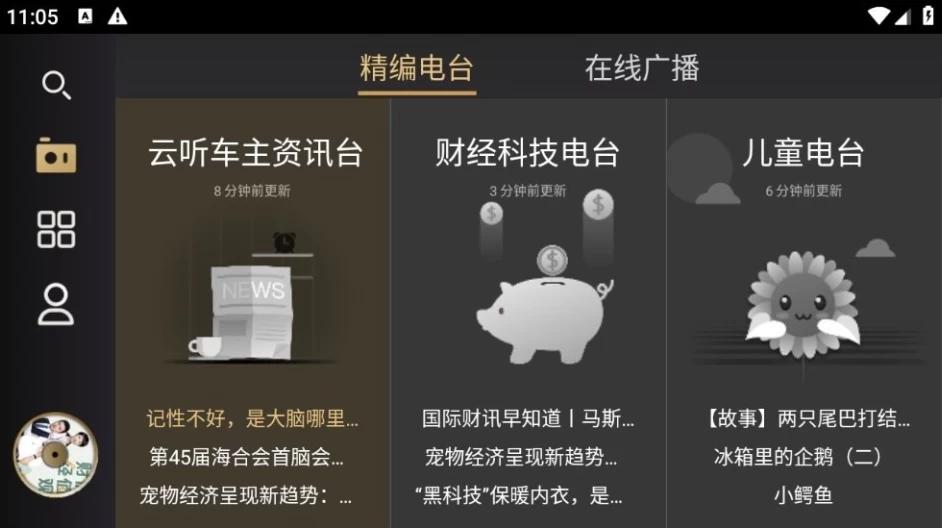 11:05
精编电台
在线广播
云听车主资讯台
8 分钟前更新
NEWS
记性不好，是大脑哪里...
第45届海合会首脑会...
宠物经济呈现新趋势：...
财经科技电台
3 分钟前更新
国际财讯早知道丨马斯...
宠物经济呈现新趋势...
“黑科技”保暖内衣，是...
儿童电台
6 分钟前更新
【故事】两只尾巴打结...
冰箱里的企鹅（二）
小鳄鱼